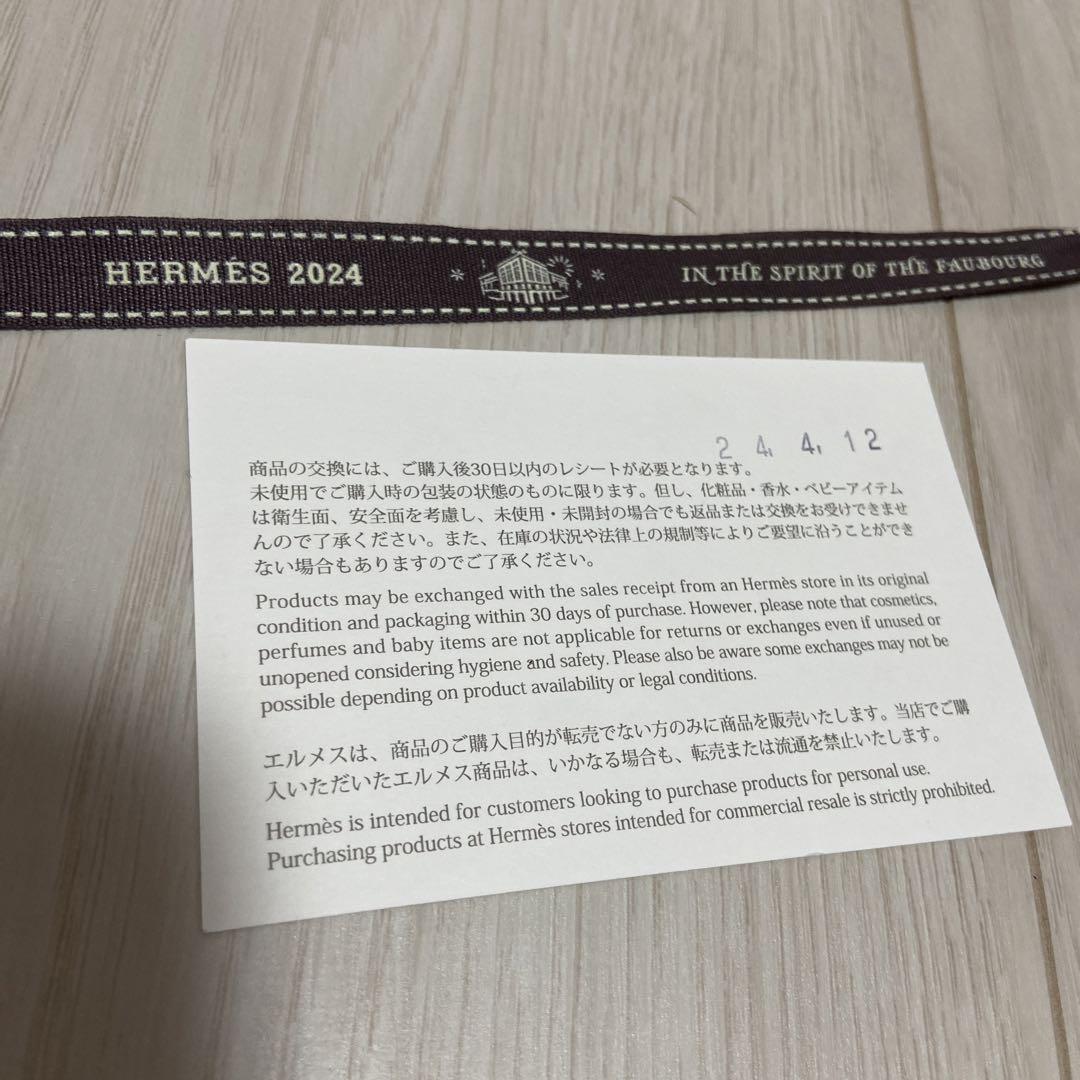 HERMÈS 2024
IN THE SPIRIT OF THE FAUBOURG
24. 4. 12
商品の交換には、ご購入後30日以内のレシートが必要となります。
未使用でご購入時の包装の状態のものに限ります。但し、化粧品・香水・ベビーアイテム
は衛生面、安全面を考慮し、未使用・未開封の場合でも返品または交換をお受けできませ
んので了承ください。また、在庫の状況や法律上の規制等によりご要望に沿うことができ
ない場合もありますのでご了承ください。
Products may be exchanged with the sales receipt from an Hermès store in its original
condition and packaging within 30 days of purchase. However, please note that cosmetics,
perfumes and baby items are not applicable for returns or exchanges even if unused or
unopened considering hygiene and safety. Please also be aware some exchanges may not be
possible depending on product availability or legal conditions.
エルメスは、商品のご購入目的が転売でない方のみに商品を販売いたします。当店でご購
入いただいたエルメス商品は、いかなる場合も、転売または流通を禁止いたします。
Hermès is intended for customers looking to purchase products for personal use.
Purchasing products at Hermès stores intended for commercial resale is strictly prohibited.